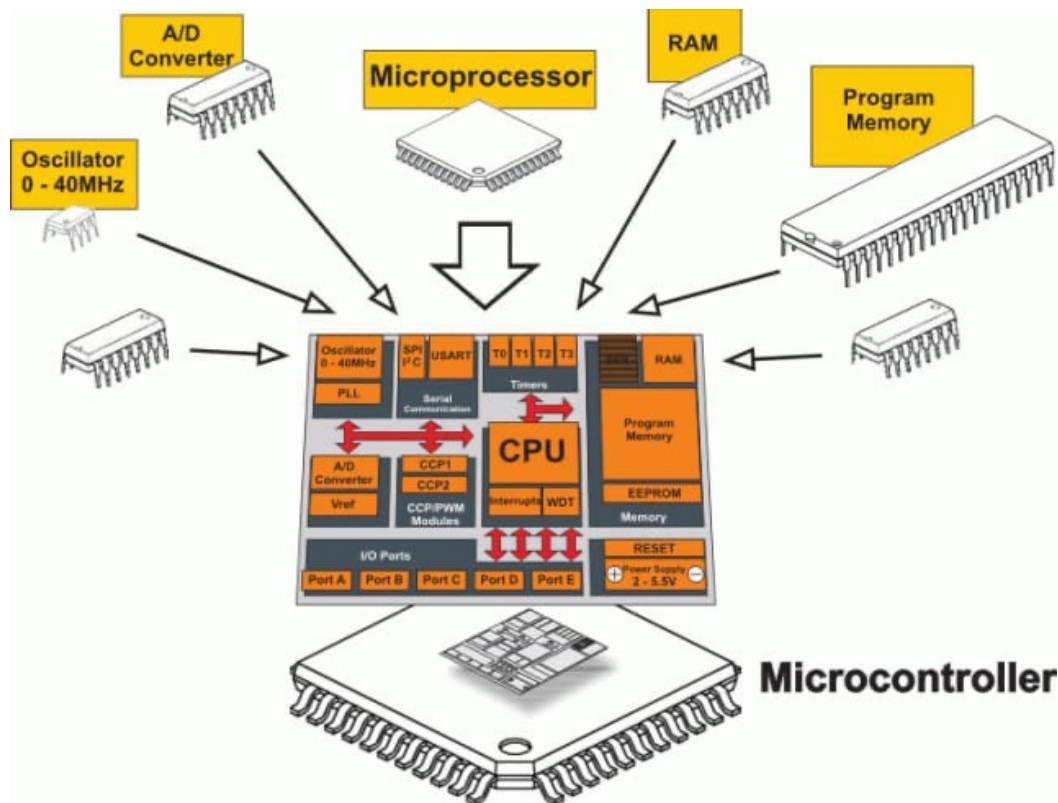 A/D
Converter
Microprocessor
RAM
Program
Memory
Oscillator
0 - 40MHz
Oscillator
0 - 40MHz
PLL
SPI
I²C
USART
Serial
Communication
T0
T1
T2
T3
Timers
RAM
Program
Memory
EEPROM
Memory
A/D
Converter
Vref
CCP1
CCP2
CCP/PWM
Modules
CPU
Interrupts
WDT
I/O Ports
Port A
Port B
Port C
Port D
Port E
RESET
+
Power Supply
2 - 5.5V
−
Microcontroller